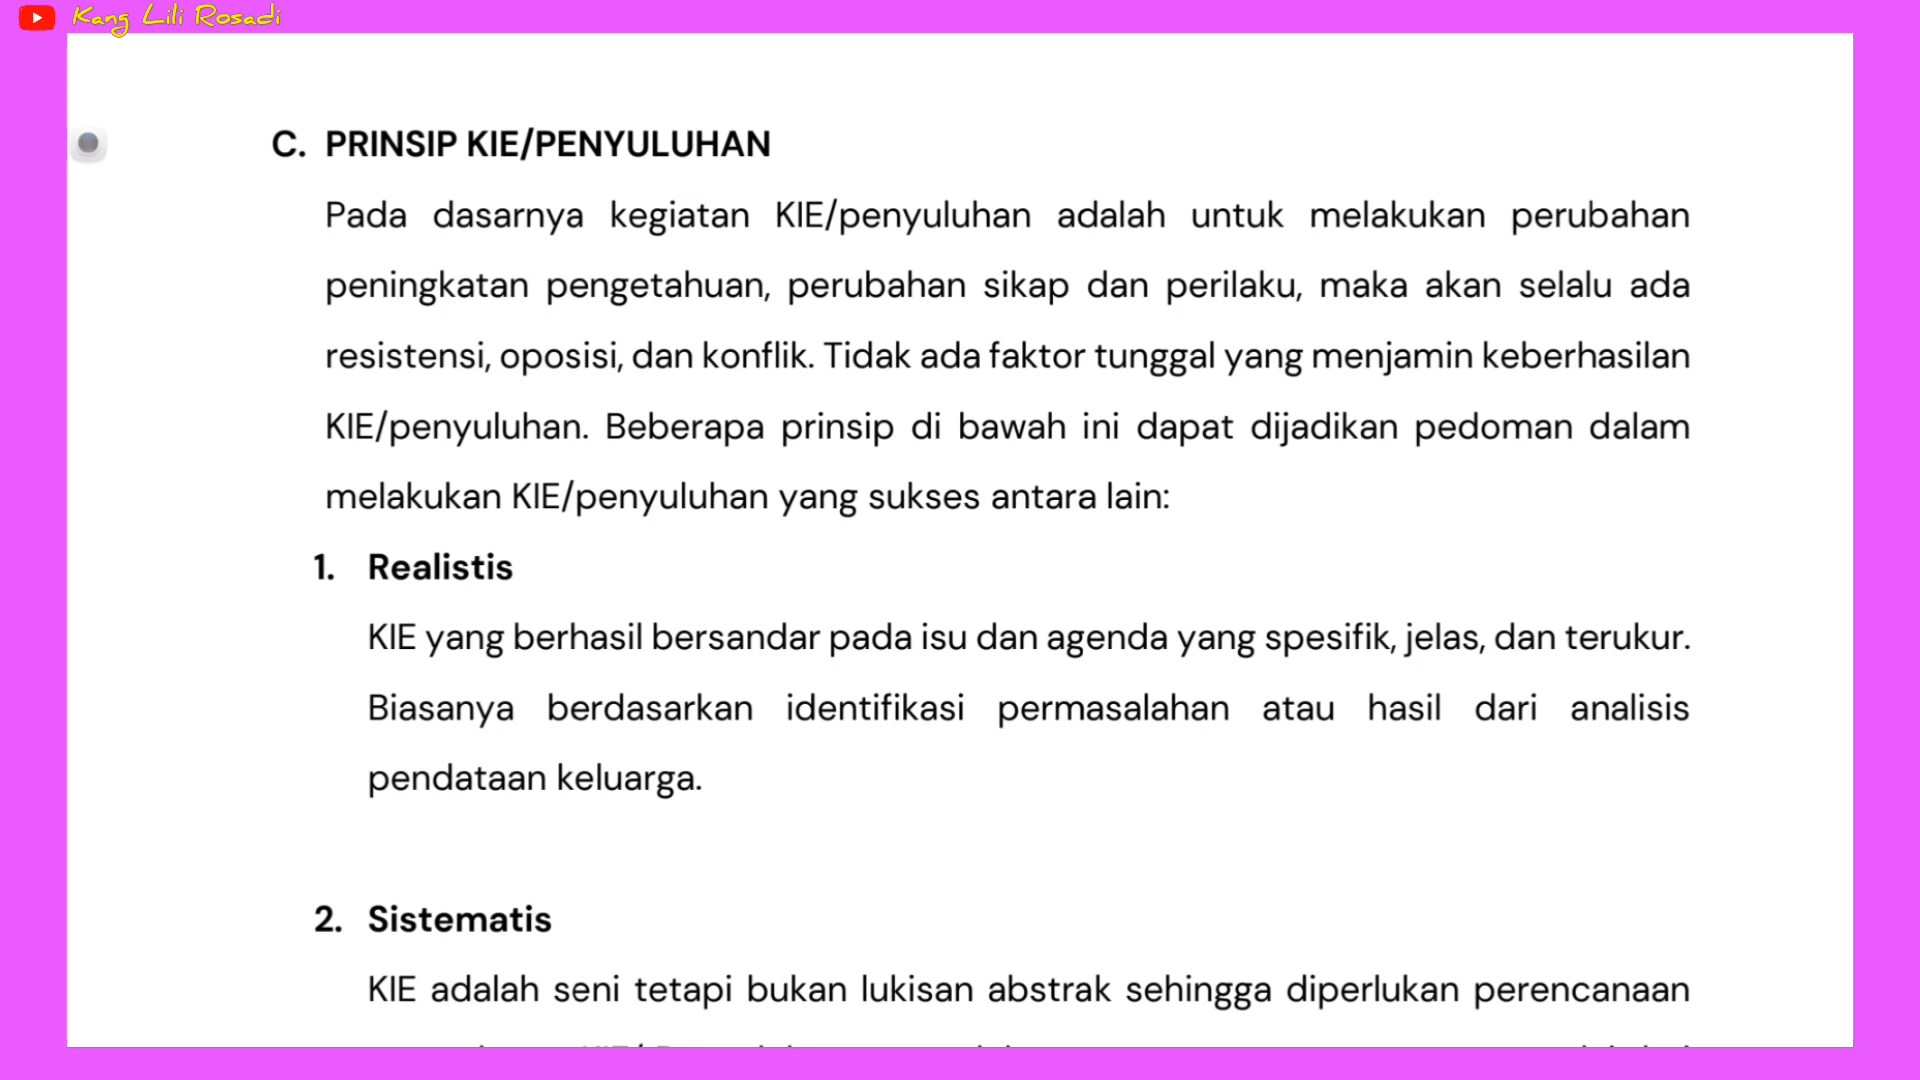 Kang Lili Rosadi
C. PRINSIP KIE/PENYULUHAN
Pada dasarnya kegiatan KIE/penyuluhan adalah untuk melakukan perubahan
peningkatan pengetahuan, perubahan sikap dan perilaku, maka akan selalu ada
resistensi, oposisi, dan konflik. Tidak ada faktor tunggal yang menjamin keberhasilan
KIE/penyuluhan. Beberapa prinsip di bawah ini dapat dijadikan pedoman dalam
melakukan KIE/penyuluhan yang sukses antara lain:
1. Realistis
KIE yang berhasil bersandar pada isu dan agenda yang spesifik, jelas, dan terukur.
Biasanya berdasarkan identifikasi permasalahan atau hasil dari analisis
pendataan keluarga.
2. Sistematis
KIE adalah seni tetapi bukan lukisan abstrak sehingga diperlukan perencanaan